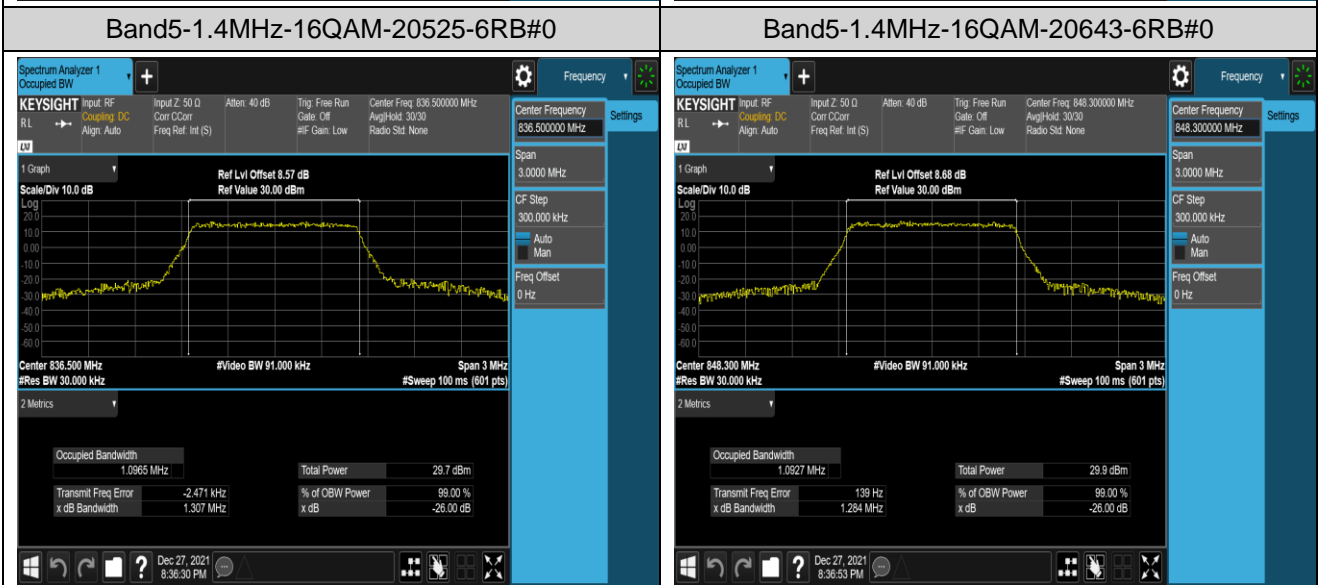 Band5-1.4MHz-16QAM-20525-6RB#0
Spectrum Analyzer 1
Occupied BW
Frequency
KEYSIGHT
RL
LXI
Input: RF
Coupling: DC
Align: Auto
Input Z: 50 Ω
Corr CCorr
Freq Ref: Int (S)
Atten: 40 dB
Trig: Free Run
Gate: Off
#IF Gain: Low
Center Freq: 836.500000 MHz
Avg|Hold: 30/30
Radio Std: None
Center Frequency
836.500000 MHz
Settings
Span
3.0000 MHz
CF Step
300.000 kHz
Auto
Man
Freq Offset
0 Hz
1 Graph
Scale/Div 10.0 dB
Ref Lvl Offset 8.57 dB
Ref Value 30.00 dBm
Log
20.0
10.0
0.00
-10.0
-20.0
-30.0
-40.0
-50.0
-60.0
Center 836.500 MHz
#Video BW 91.000 kHz
Span 3 MHz
#Res BW 30.000 kHz
#Sweep 100 ms (601 pts)
2 Metrics
Occupied Bandwidth
1.0965 MHz
Total Power 29.7 dBm
Transmit Freq Error -2.471 kHz
% of OBW Power 99.00 %
x dB Bandwidth 1.307 MHz
x dB -26.00 dB
?
Dec 27, 2021
8:36:30 PM
Band5-1.4MHz-16QAM-20643-6RB#0
Spectrum Analyzer 1
Occupied BW
Frequency
KEYSIGHT
RL
LXI
Input: RF
Coupling: DC
Align: Auto
Input Z: 50 Ω
Corr CCorr
Freq Ref: Int (S)
Atten: 40 dB
Trig: Free Run
Gate: Off
#IF Gain: Low
Center Freq: 848.300000 MHz
Avg|Hold: 30/30
Radio Std: None
Center Frequency
848.300000 MHz
Settings
Span
3.0000 MHz
CF Step
300.000 kHz
Auto
Man
Freq Offset
0 Hz
1 Graph
Scale/Div 10.0 dB
Ref Lvl Offset 8.68 dB
Ref Value 30.00 dBm
Log
20.0
10.0
0.00
-10.0
-20.0
-30.0
-40.0
-50.0
-60.0
Center 848.300 MHz
#Video BW 91.000 kHz
Span 3 MHz
#Res BW 30.000 kHz
#Sweep 100 ms (601 pts)
2 Metrics
Occupied Bandwidth
1.0927 MHz
Total Power 29.9 dBm
Transmit Freq Error 139 Hz
% of OBW Power 99.00 %
x dB Bandwidth 1.284 MHz
x dB -26.00 dB
?
Dec 27, 2021
8:36:53 PM